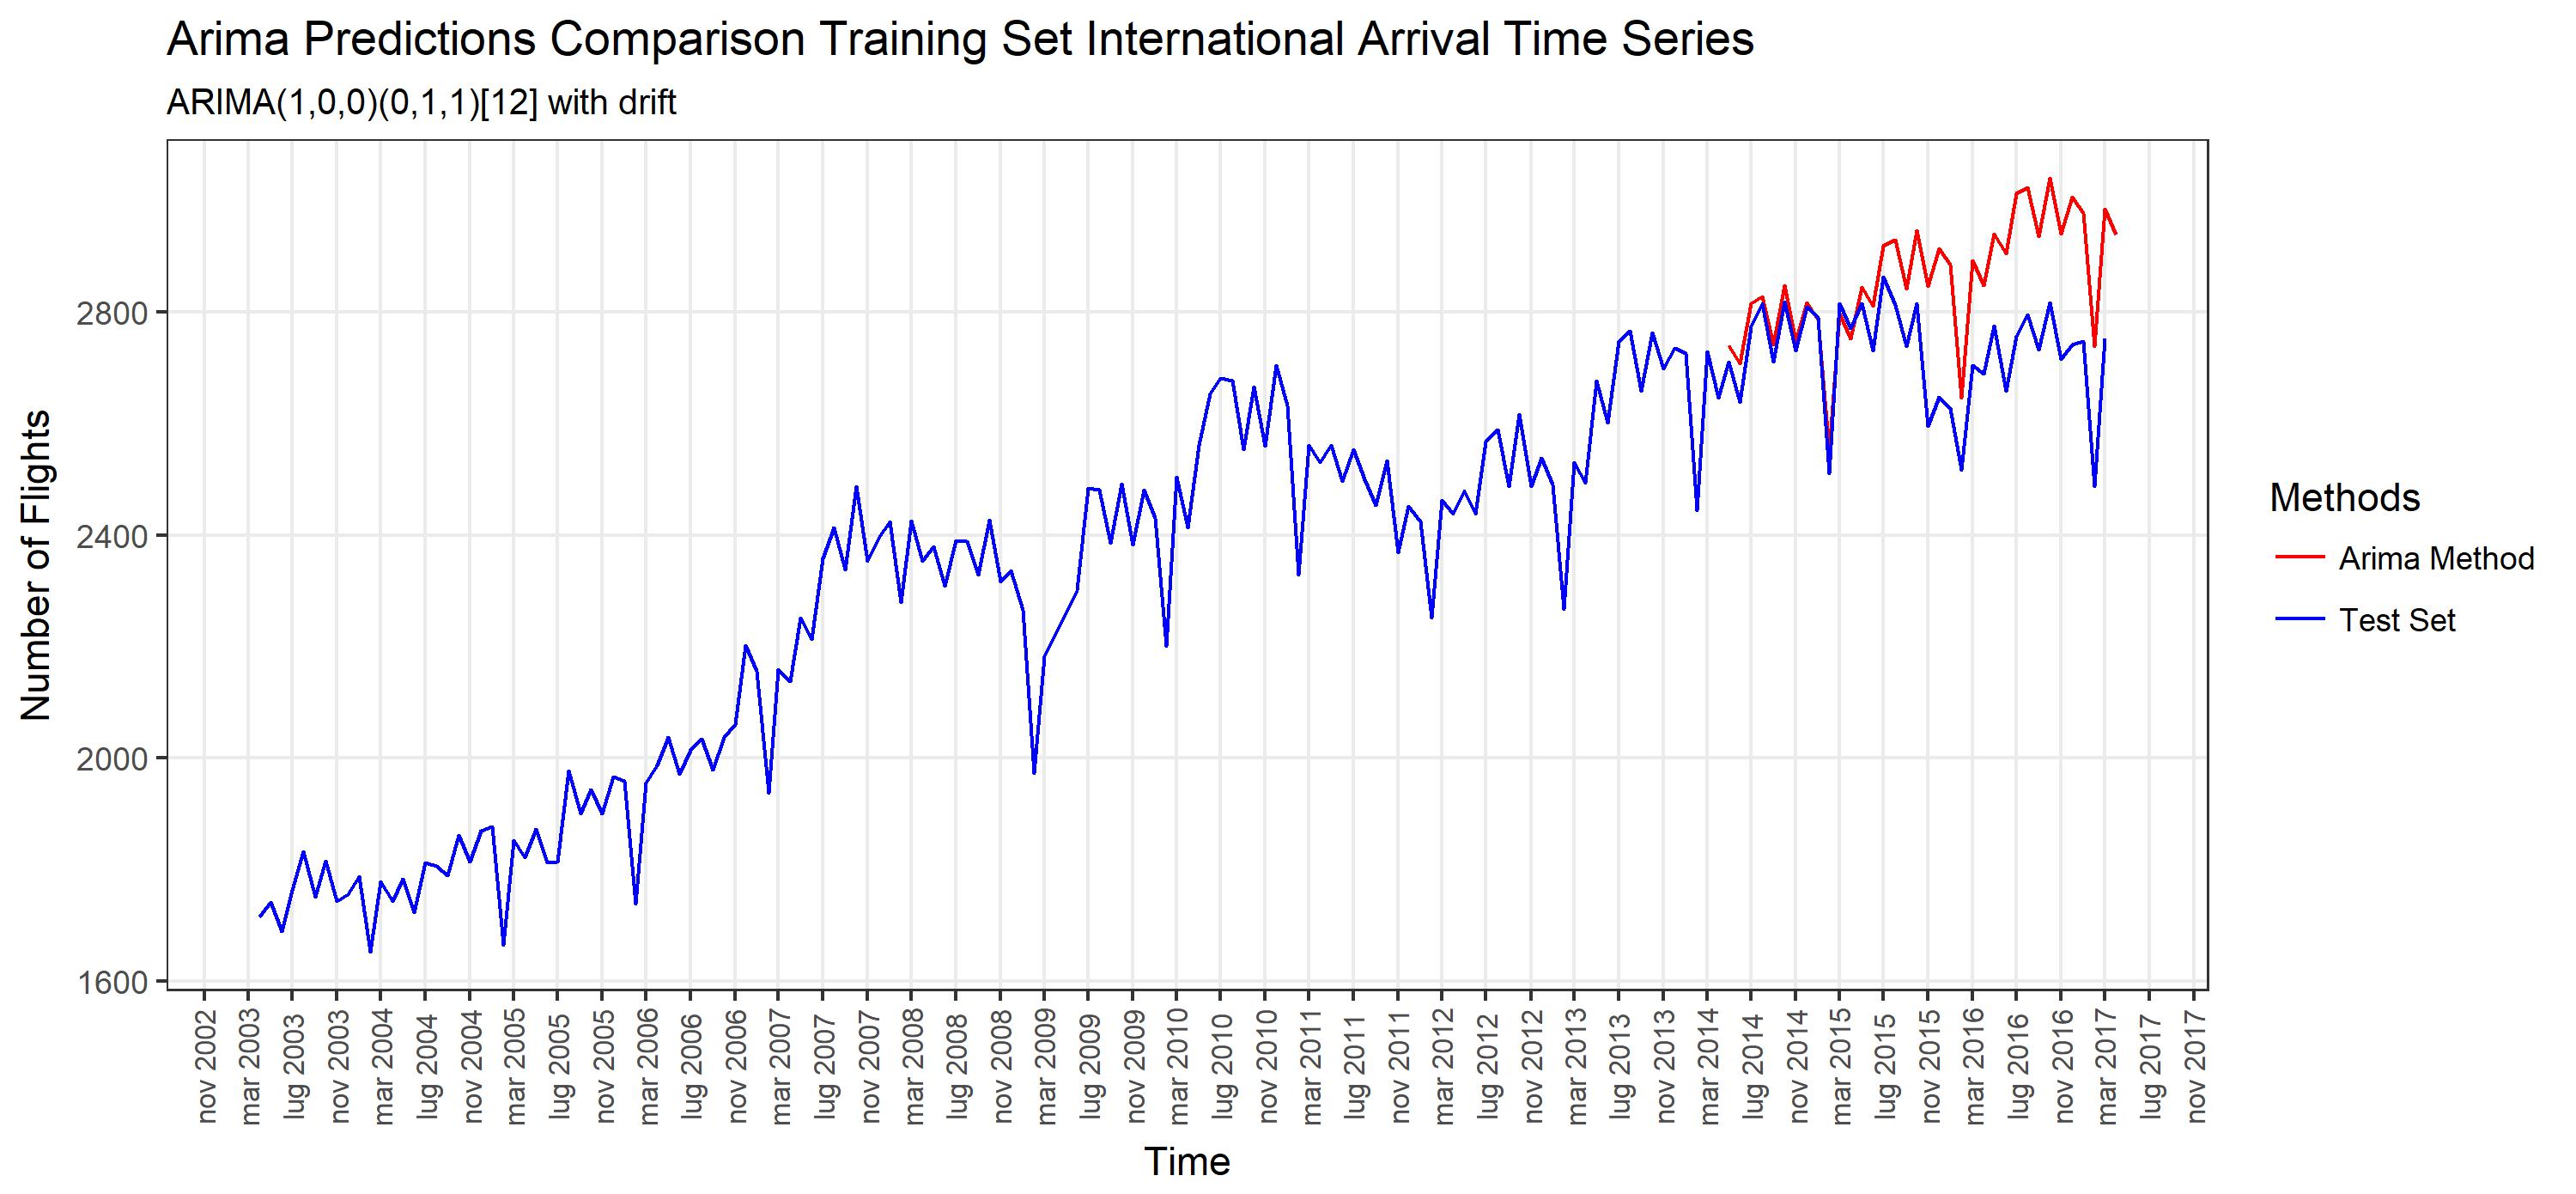 Arima Predictions Comparison Training Set International Arrival Time Series
ARIMA(1,0,0)(0,1,1)[12] with drift
Number of Flights
2800
2400
2000
1600
nov 2002
mar 2003
lug 2003
nov 2003
mar 2004
lug 2004
nov 2004
mar 2005
lug 2005
nov 2005
mar 2006
lug 2006
nov 2006
mar 2007
lug 2007
nov 2007
mar 2008
lug 2008
nov 2008
mar 2009
lug 2009
nov 2009
mar 2010
lug 2010
nov 2010
mar 2011
lug 2011
nov 2011
mar 2012
lug 2012
nov 2012
mar 2013
lug 2013
nov 2013
mar 2014
lug 2014
nov 2014
mar 2015
lug 2015
nov 2015
mar 2016
lug 2016
nov 2016
mar 2017
lug 2017
nov 2017
Time
Methods
Arima Method
Test Set